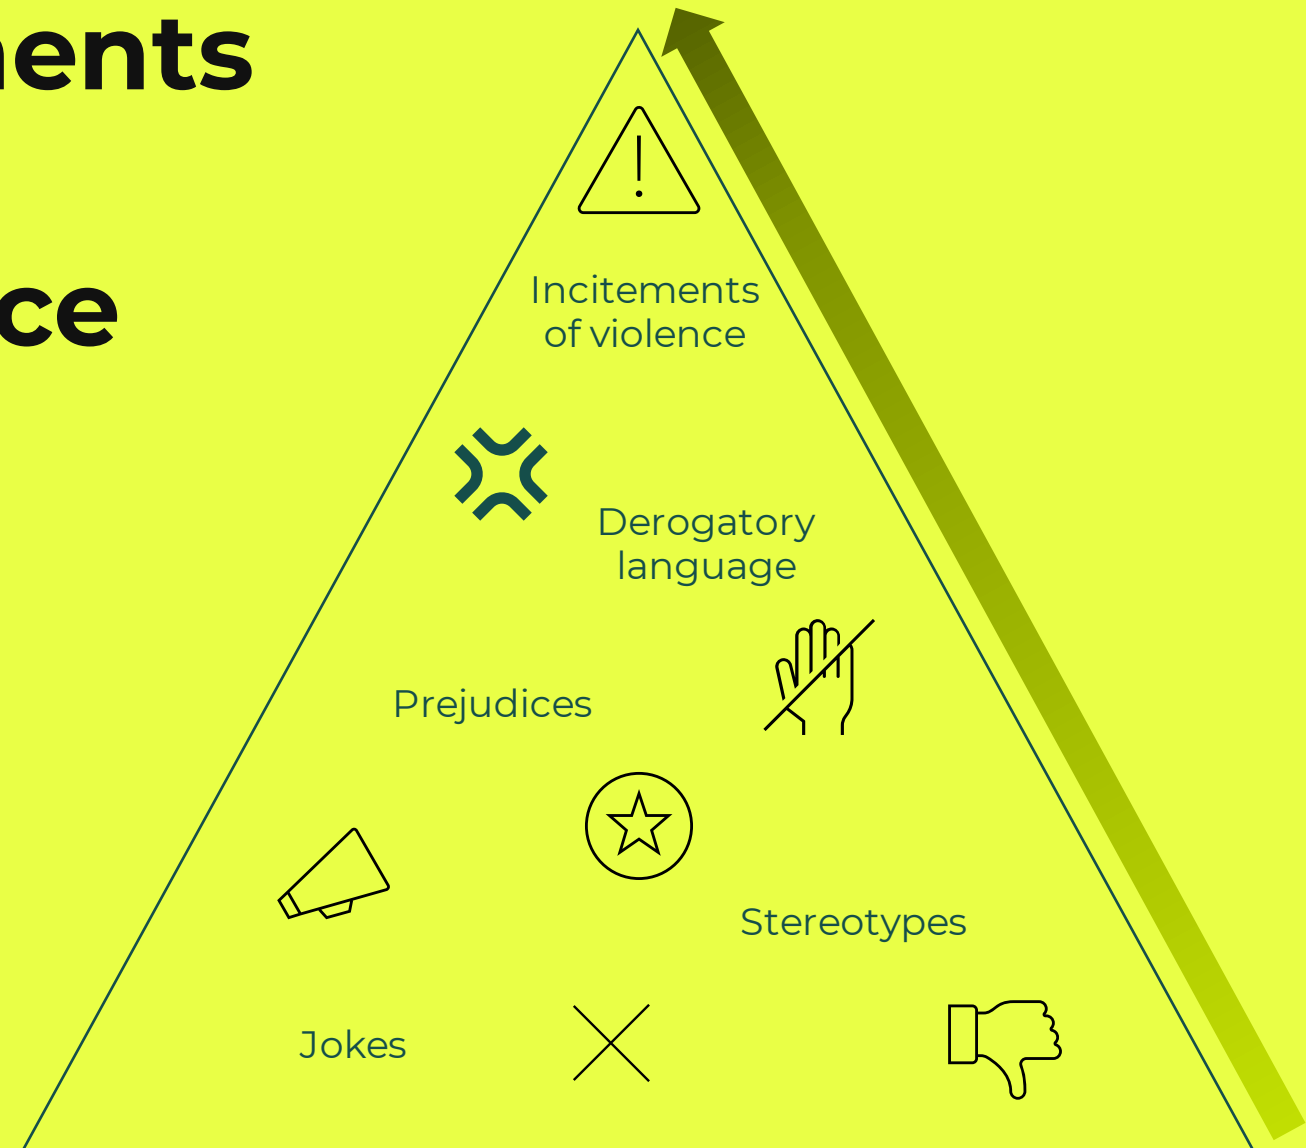 ents
ce
Incitements
of violence
Derogatory
language
Prejudices
Stereotypes
Jokes